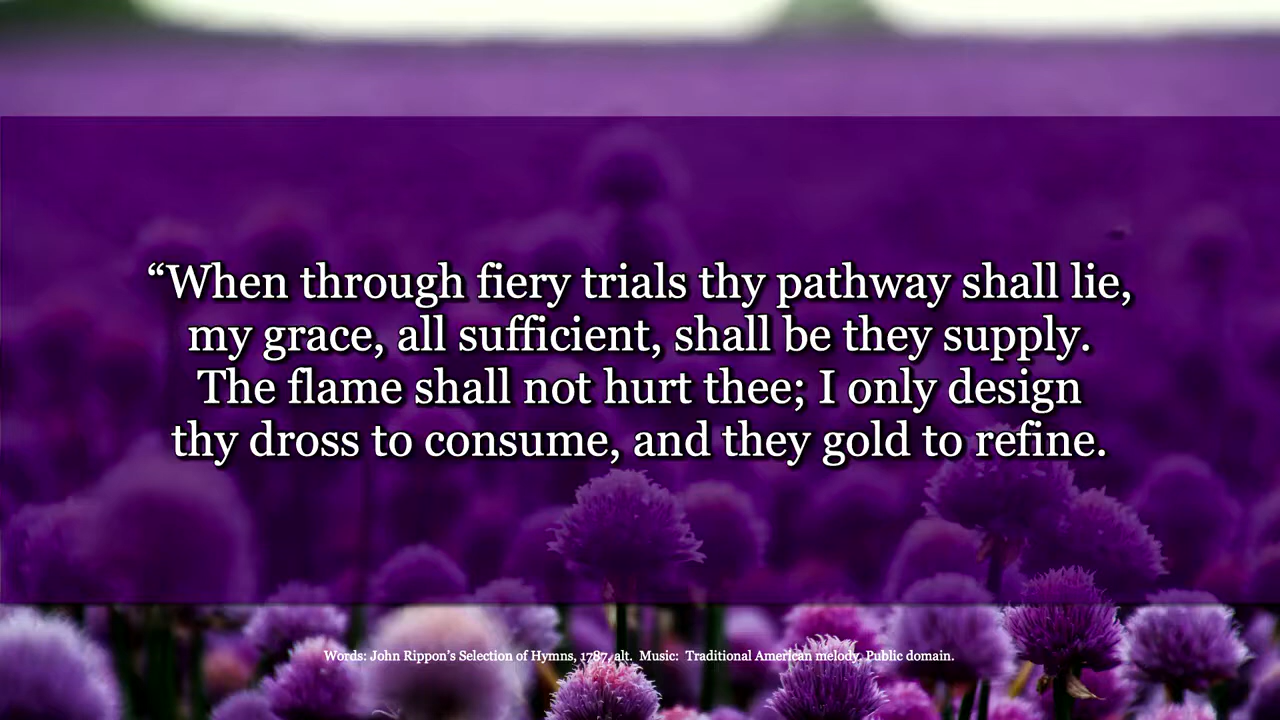 “When through fiery trials thy pathway shall lie,
my grace, all sufficient, shall be they supply.
The flame shall not hurt thee; I only design
thy dross to consume, and they gold to refine.
Words: John Rippon’s Selection of Hymns, 1787, alt.  Music:  Traditional American melody. Public domain.